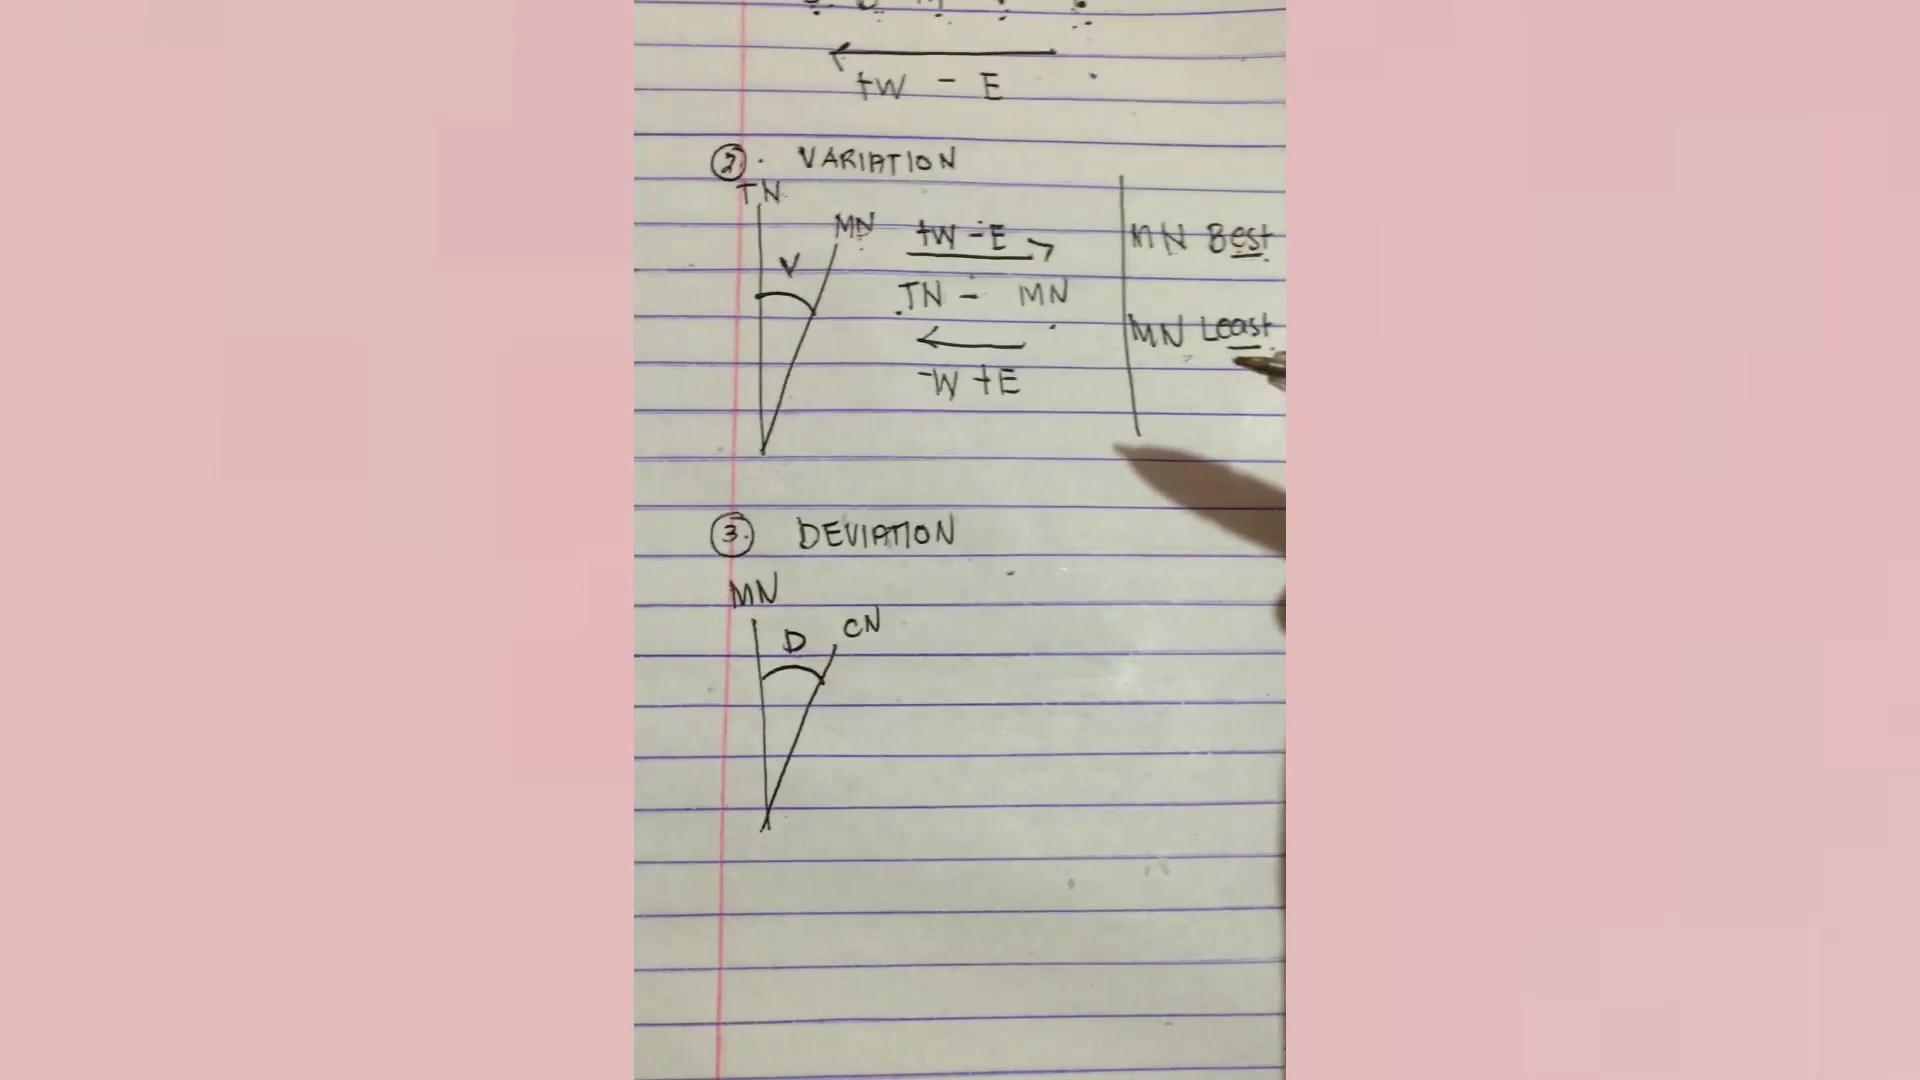 +W - E
2. VARIATION
TN
MN
V
+W -E
TN - MN
-W +E
MN Best
MN Least
3. DEVIATION
MN
D
CN